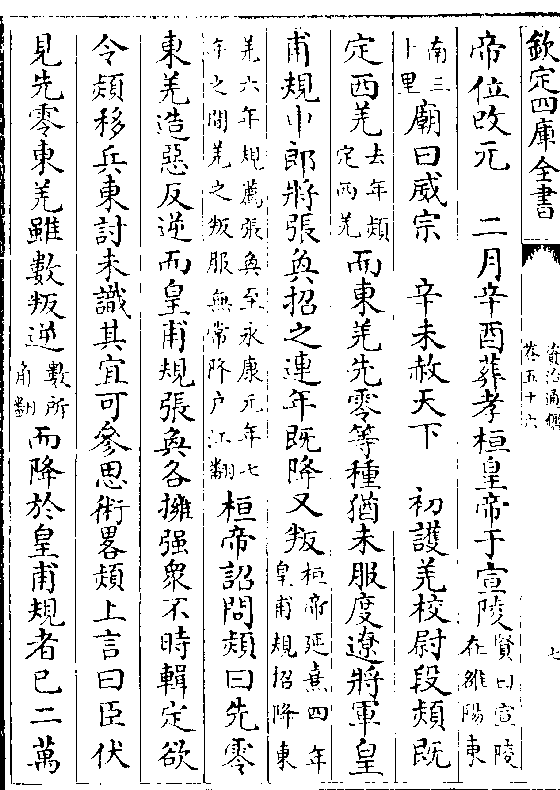 欽定四庫全書
資治通鑑
卷五十六
七
帝位改元　二月辛酉葬孝桓皇帝于宣陵賢曰宣陵在雒陽東
南三十里廟曰威宗　辛未赦天下　初護羌校尉段熲既
定西羌去年熲定西羌而東羌先零等種猶未服度遼將軍皇
甫規中郎將張奐招之連年既降又叛桓帝延熹四年皇甫規招降東
羌六年規薦張奐至永康元年七年之間羌之叛服無常降户江翻桓帝詔問熲曰先零
東羌造惡反逆而皇甫規張奐各擁强衆不時輯定欲
令熲移兵東討未識其宜可參思術畧熲上言曰臣伏
見先零東羌雖數叛逆數所角翻而降於皇甫規者已二萬